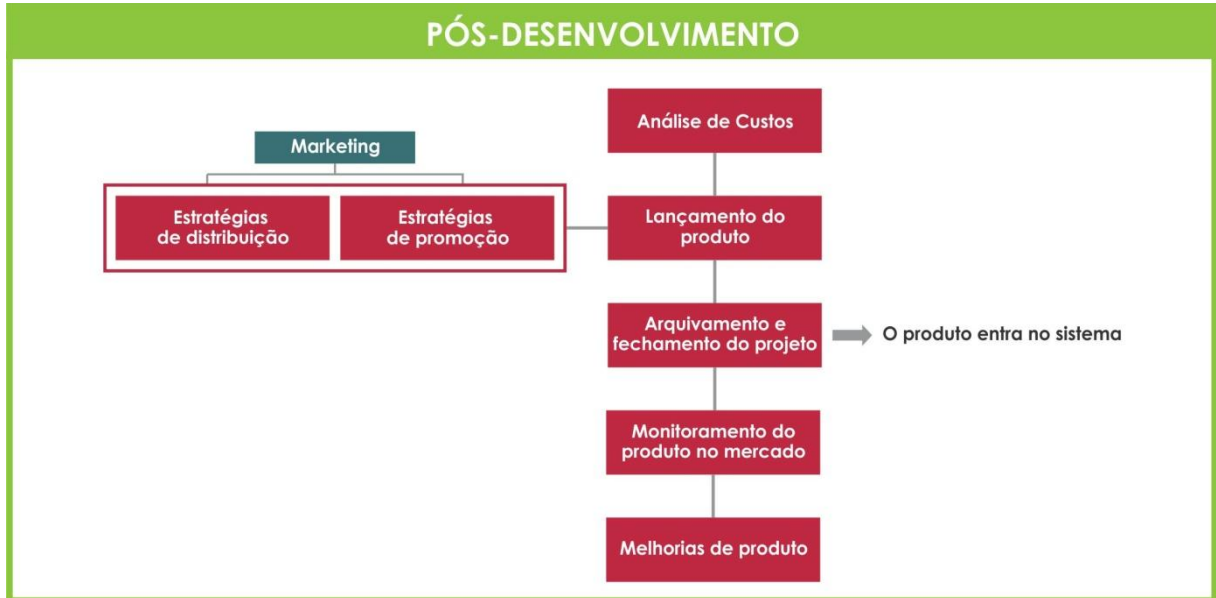 PÓS-DESENVOLVIMENTO
Análise de Custos
Marketing
Estratégias
de distribuição
Estratégias
de promoção
Lançamento do
produto
Arquivamento e
fechamento do projeto
O produto entra no sistema
Monitoramento do
produto no mercado
Melhorias de produto